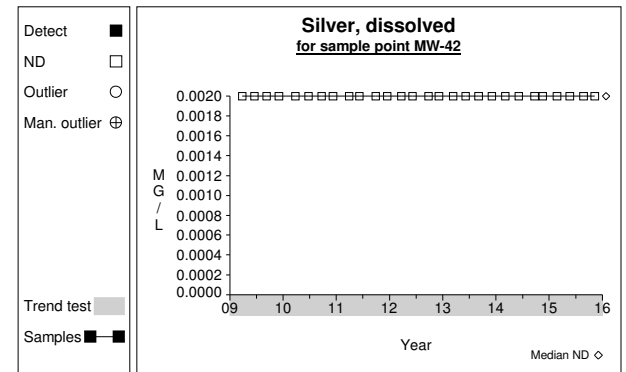 Detect
ND
Outlier
Man. outlier
Trend test
Samples
Silver, dissolved
for sample point MW-42
M
G
/
L
0.0020
0.0018
0.0016
0.0014
0.0012
0.0010
0.0008
0.0006
0.0004
0.0002
0.0000
09 10 11 12 13 14 15 16
Year
Median ND